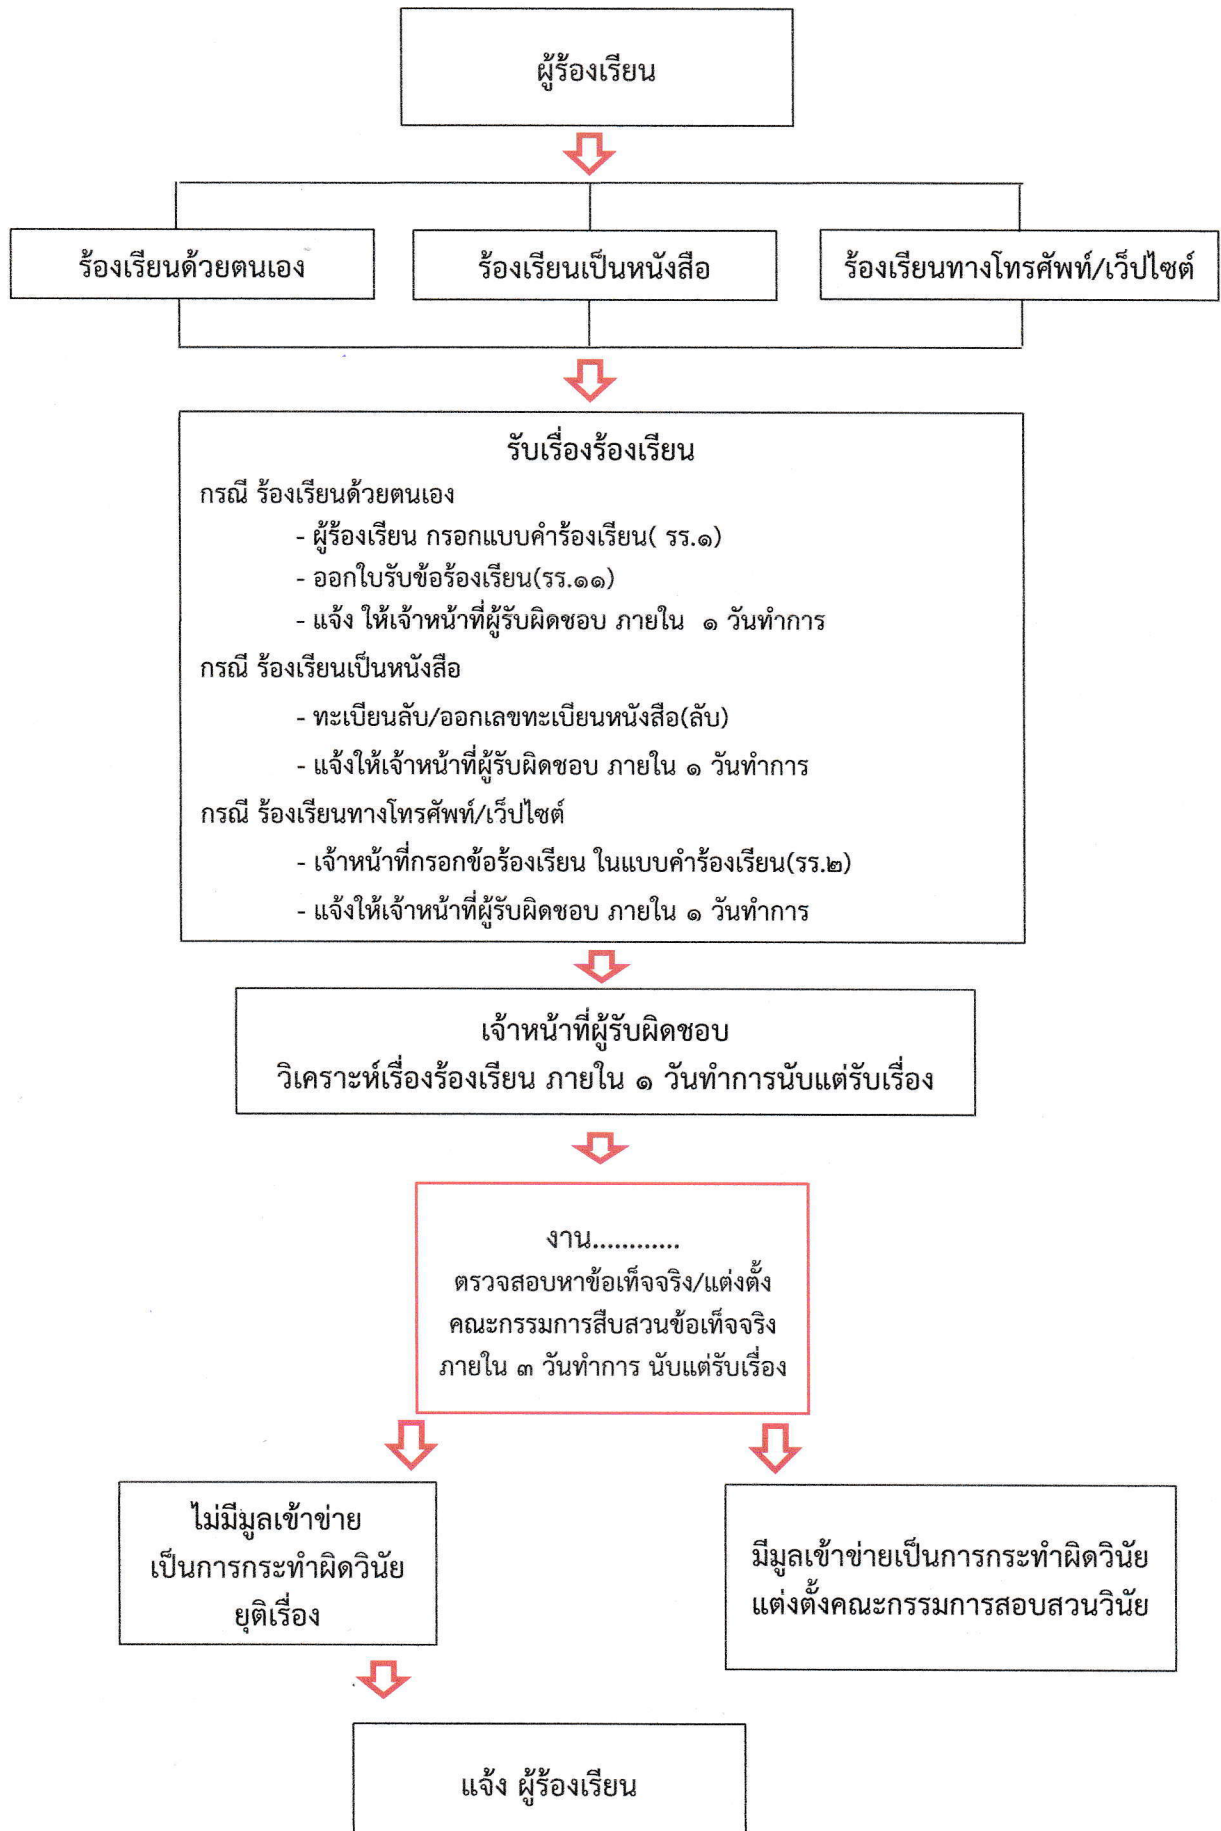 ผู้ร้องเรียน
ร้องเรียนด้วยตนเอง
ร้องเรียนเป็นหนังสือ
ร้องเรียนทางโทรศัพท์/เว็ปไซต์
รับเรื่องร้องเรียน
กรณี ร้องเรียนด้วยตนเอง
- ผู้ร้องเรียน กรอกแบบคำร้องเรียน( รร.๑)
- ออกใบรับข้อร้องเรียน(รร.๑๑)
- แจ้ง ให้เจ้าหน้าที่ผู้รับผิดชอบ ภายใน ๑ วันทำการ
กรณี ร้องเรียนเป็นหนังสือ
- ทะเบียนลับ/ออกเลขทะเบียนหนังสือ(ลับ)
- แจ้งให้เจ้าหน้าที่ผู้รับผิดชอบ ภายใน ๑ วันทำการ
กรณี ร้องเรียนทางโทรศัพท์/เว็ปไซต์
- เจ้าหน้าที่กรอกข้อร้องเรียน ในแบบคำร้องเรียน(รร.๒)
- แจ้งให้เจ้าหน้าที่ผู้รับผิดชอบ ภายใน ๑ วันทำการ
เจ้าหน้าที่ผู้รับผิดชอบ
วิเคราะห์เรื่องร้องเรียน ภายใน ๑ วันทำการนับแต่รับเรื่อง
งาน............
ตรวจสอบหาข้อเท็จจริง/แต่งตั้ง
คณะกรรมการสืบสวนข้อเท็จจริง
ภายใน ๓ วันทำการ นับแต่รับเรื่อง
ไม่มีมูลเข้าข่าย
เป็นการกระทำผิดวินัย
ยุติเรื่อง
มีมูลเข้าข่ายเป็นการกระทำผิดวินัย
แต่งตั้งคณะกรรมการสอบสวนวินัย
แจ้ง ผู้ร้องเรียน